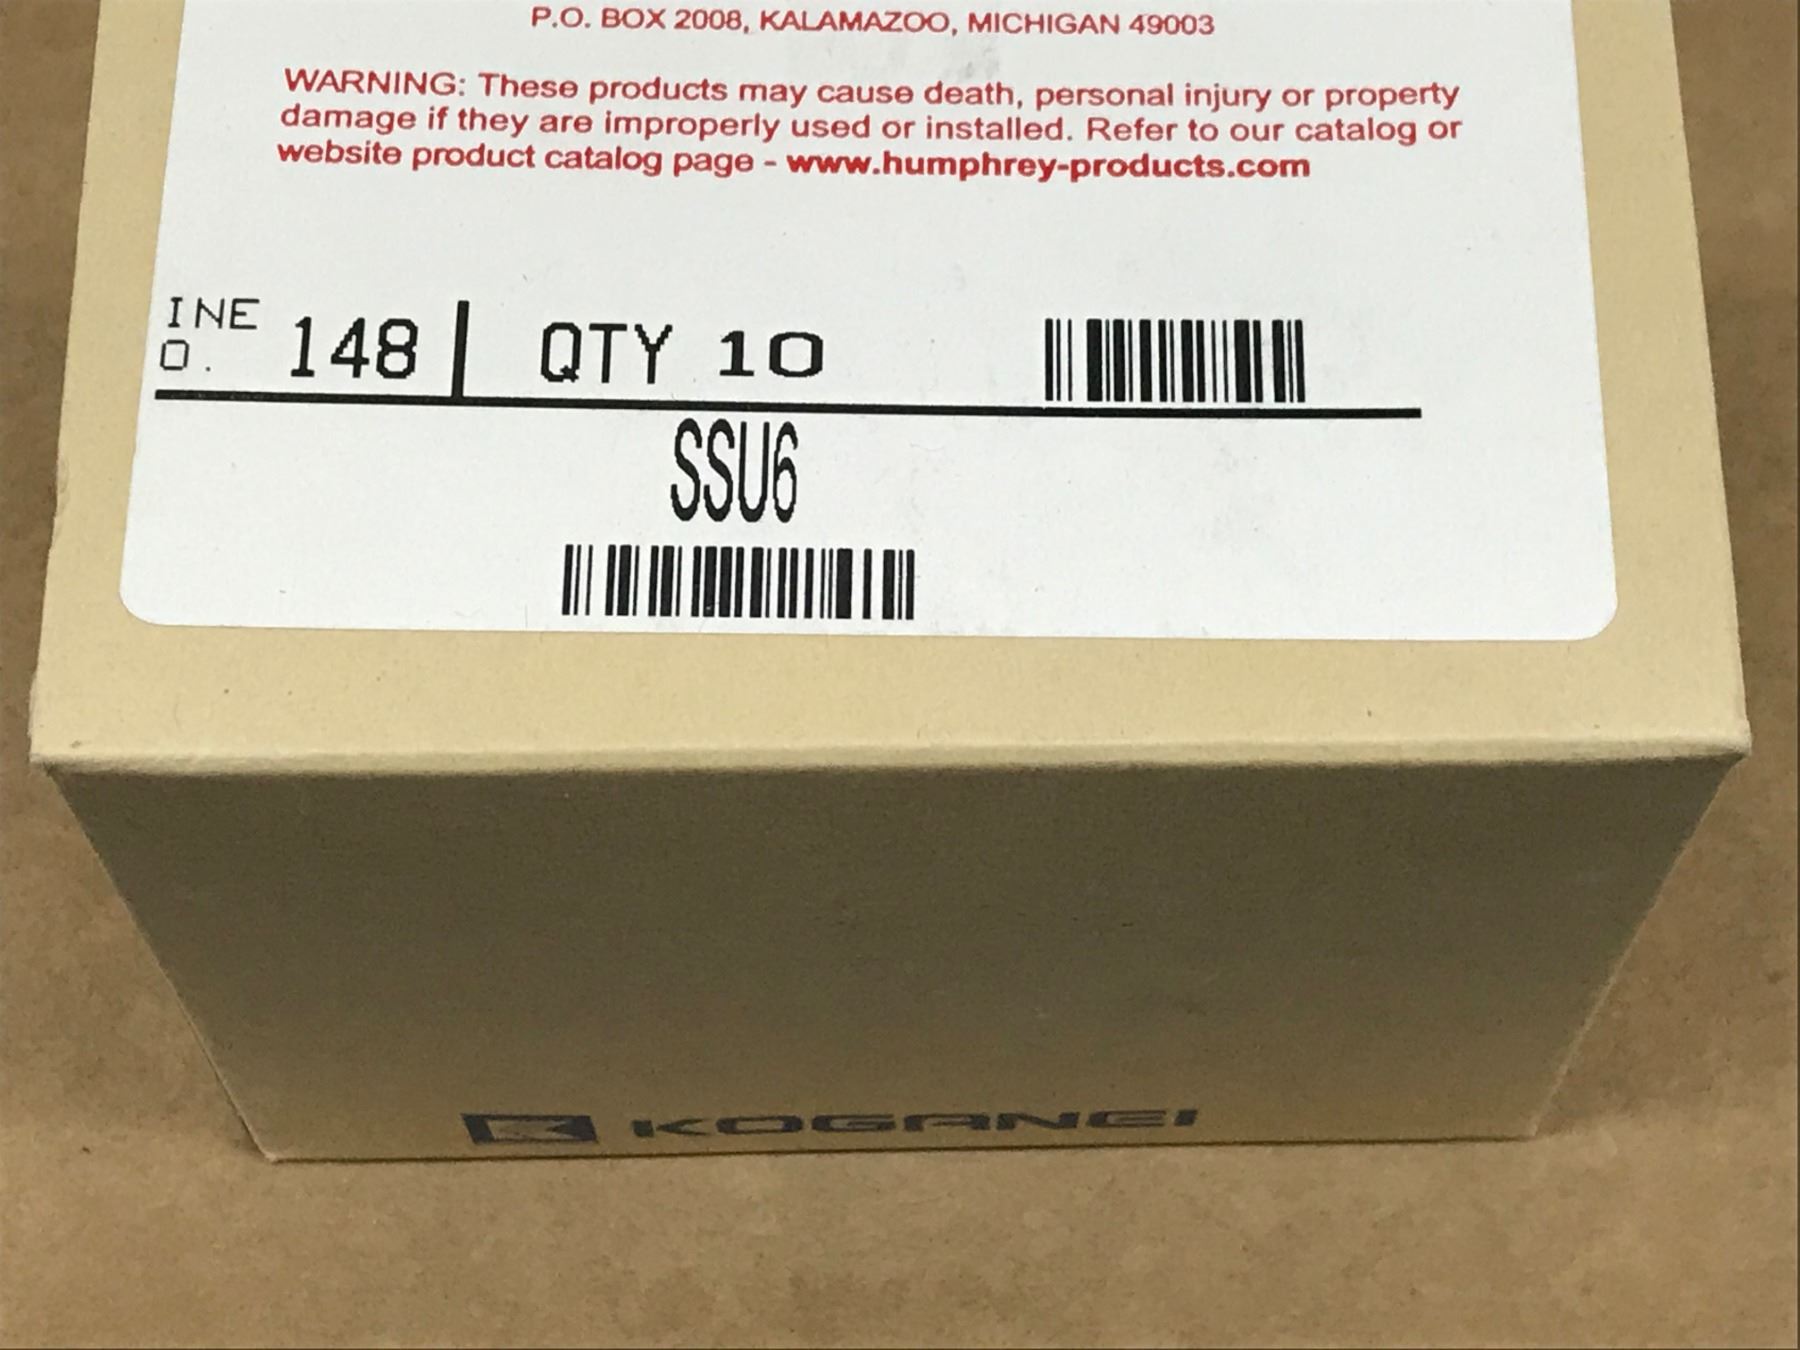 P.O. BOX 2008, KALAMAZOO, MICHIGAN 49003
WARNING: These products may cause death, personal injury or property
damage if they are improperly used or installed. Refer to our catalog or
website product catalog page - www.humphrey-products.com
INE
O. 148 QTY 10
SSU6
KOGANEI